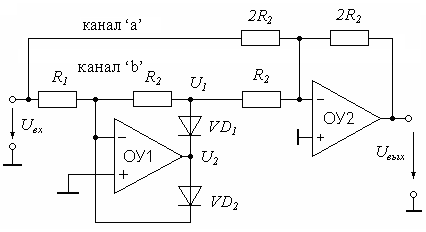 канал ‘a’
2R₂
2R₂
канал ‘b’
R₁
R₂
U₁
R₂
− ОУ2 +
Uвх
− ОУ1 +
VD₁
U₂
Uвых
VD₂